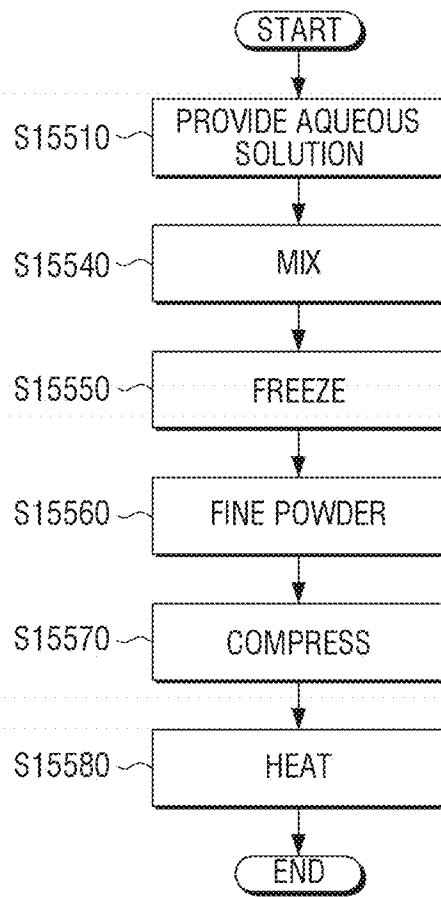 START
S15510
PROVIDE AQUEOUS
SOLUTION
S15540
MIX
S15550
FREEZE
S15560
FINE POWDER
S15570
COMPRESS
S15580
HEAT
END